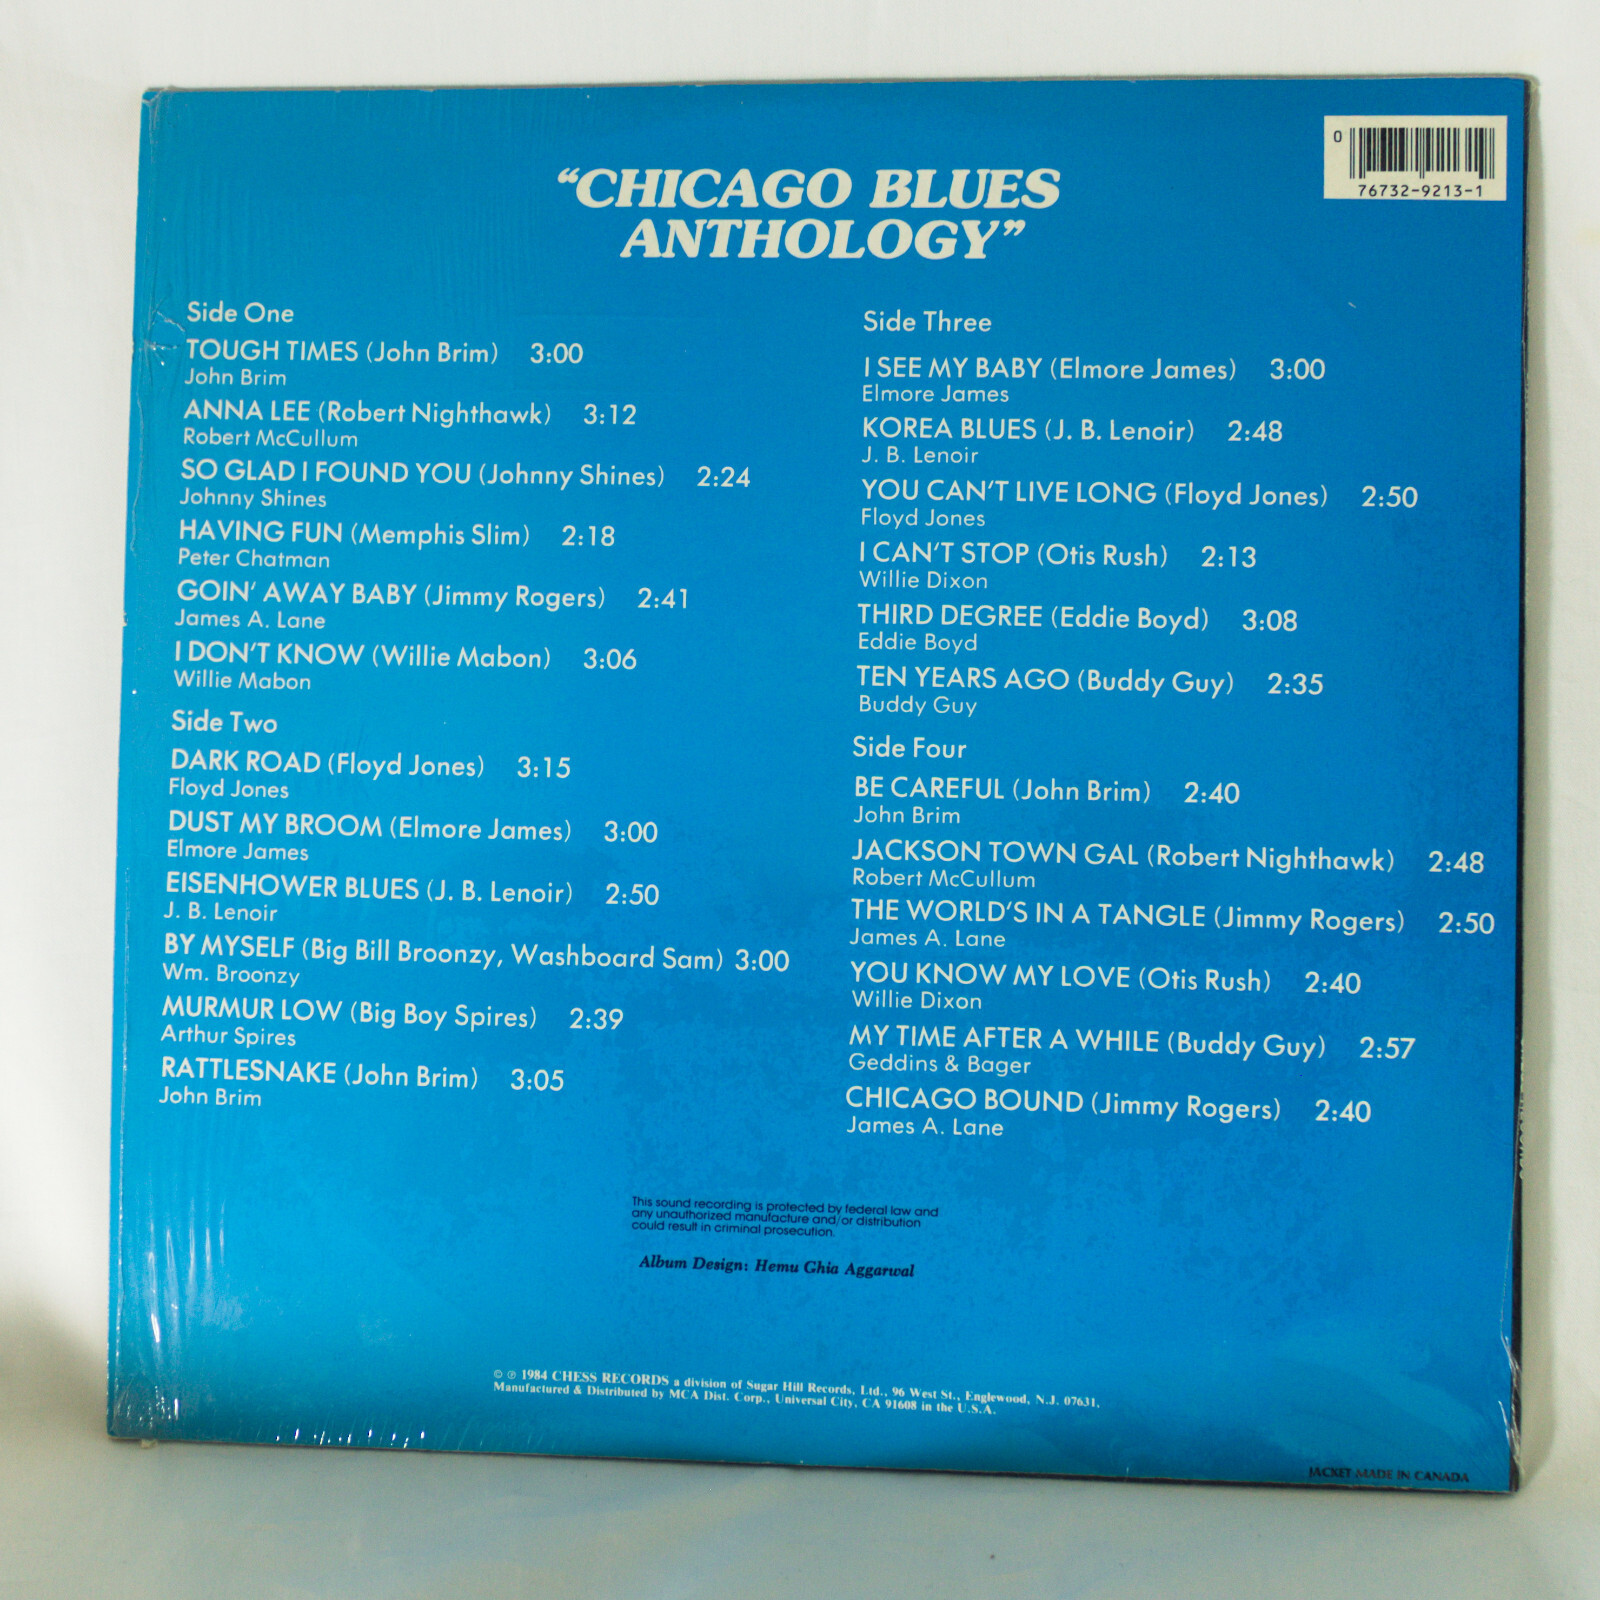 0
76732-9213-1
“CHICAGO BLUES
ANTHOLOGY”
Side One
TOUGH TIMES (John Brim) 3:00
John Brim
ANNA LEE (Robert Nighthawk) 3:12
Robert McCullum
SO GLAD I FOUND YOU (Johnny Shines) 2:24
Johnny Shines
HAVING FUN (Memphis Slim) 2:18
Peter Chatman
GOIN' AWAY BABY (Jimmy Rogers) 2:41
James A. Lane
I DON'T KNOW (Willie Mabon) 3:06
Willie Mabon
Side Two
DARK ROAD (Floyd Jones) 3:15
Floyd Jones
DUST MY BROOM (Elmore James) 3:00
Elmore James
EISENHOWER BLUES (J. B. Lenoir) 2:50
J. B. Lenoir
BY MYSELF (Big Bill Broonzy, Washboard Sam) 3:00
Wm. Broonzy
MURMUR LOW (Big Boy Spires) 2:39
Arthur Spires
RATTLESNAKE (John Brim) 3:05
John Brim
Side Three
I SEE MY BABY (Elmore James) 3:00
Elmore James
KOREA BLUES (J. B. Lenoir) 2:48
J. B. Lenoir
YOU CAN'T LIVE LONG (Floyd Jones) 2:50
Floyd Jones
I CAN'T STOP (Otis Rush) 2:13
Willie Dixon
THIRD DEGREE (Eddie Boyd) 3:08
Eddie Boyd
TEN YEARS AGO (Buddy Guy) 2:35
Buddy Guy
Side Four
BE CAREFUL (John Brim) 2:40
John Brim
JACKSON TOWN GAL (Robert Nighthawk) 2:48
Robert McCullum
THE WORLD'S IN A TANGLE (Jimmy Rogers) 2:50
James A. Lane
YOU KNOW MY LOVE (Otis Rush) 2:40
Willie Dixon
MY TIME AFTER A WHILE (Buddy Guy) 2:57
Geddins & Bager
CHICAGO BOUND (Jimmy Rogers) 2:40
James A. Lane
This sound recording is protected by federal law and
any unauthorized manufacture and/or distribution
could result in criminal prosecution.
Album Design: Hemu Ghia Aggarwal
© ℗ 1984 CHESS RECORDS a division of Sugar Hill Records, Ltd., 96 West St., Englewood, N.J. 07631.
Manufactured & Distributed by MCA Dist. Corp., Universal City, CA 91608 in the U.S.A.
JACKET MADE IN CANADA